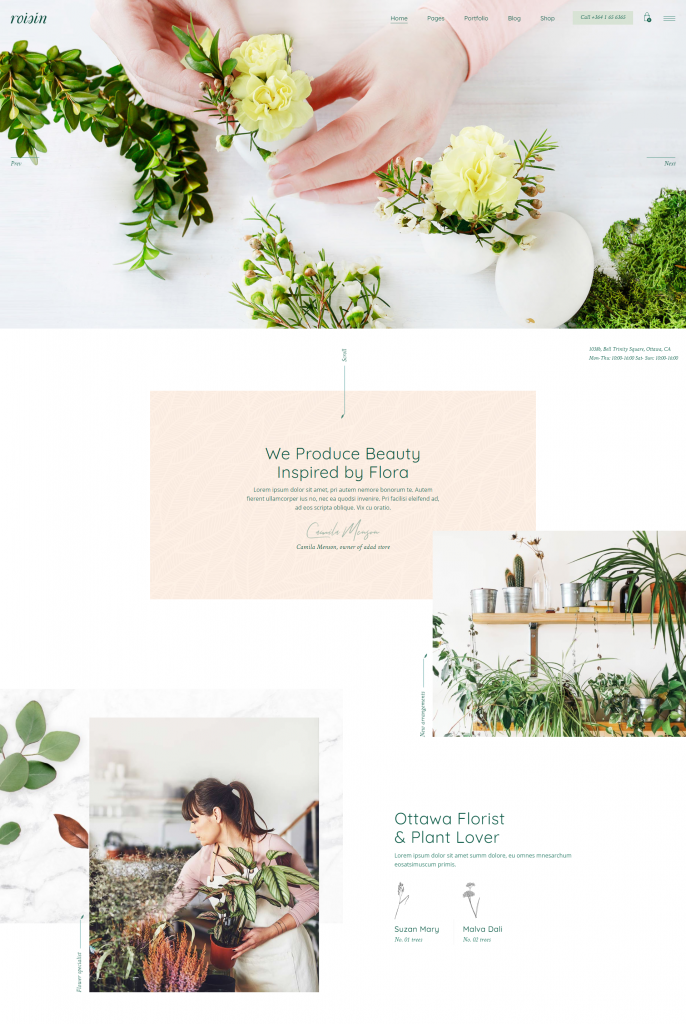 roisin
Home Pages Portfolio Blog Shop Call +384 1 65 6365
Prev
Next
Scroll
1038b, Bell Trinity Square, Ottawa, CA
Mon-Thu: 10:00-16:00 Sat- Sun: 10:00-16:00
We Produce Beauty
Inspired by Flora
Lorem ipsum dolor sit amet, pri autem nemore bonorum te. Autem
fierent ullamcorper ius no, nec ea quodsi invenire. Pri facilisi eleifend ad,
ad eos scripta oblique. Vix cu oratio.
Camila Menson
Camila Menson, owner of adad store
New arrangements
Ottawa Florist
& Plant Lover
Lorem ipsum dolor sit amet summ dolore, eu omnes mnesarchum
eosatsimuscum primis.
Suzan Mary Malva Dali
No. 01 trees No. 02 trees
Flower specialist